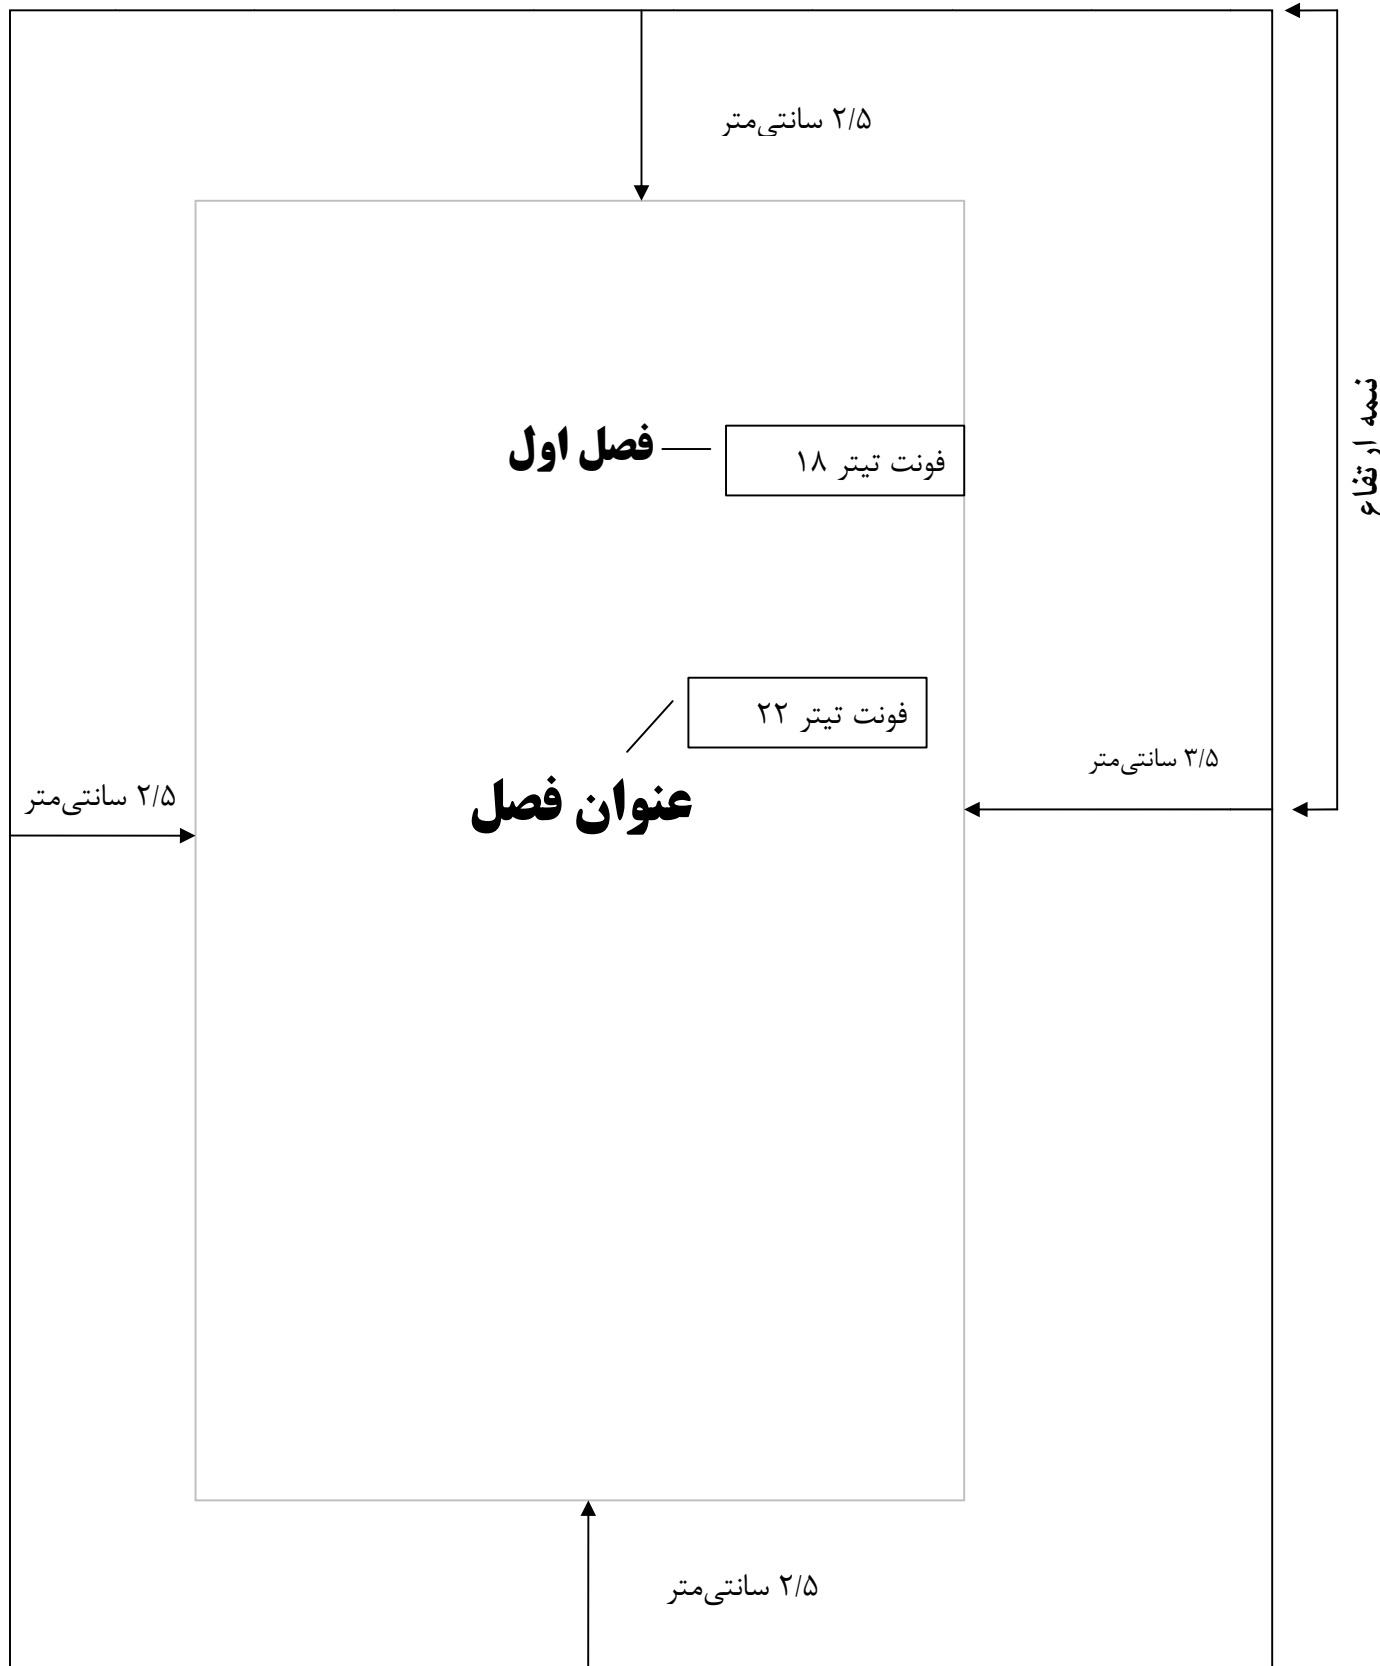 ۲/۵ سانتی‌متر
نیمه ارتفاع
فصل اول
فونت تیتر ۱۸
فونت تیتر ۲۲
۳/۵ سانتی‌متر
۲/۵ سانتی‌متر
عنوان فصل
۲/۵ سانتی‌متر